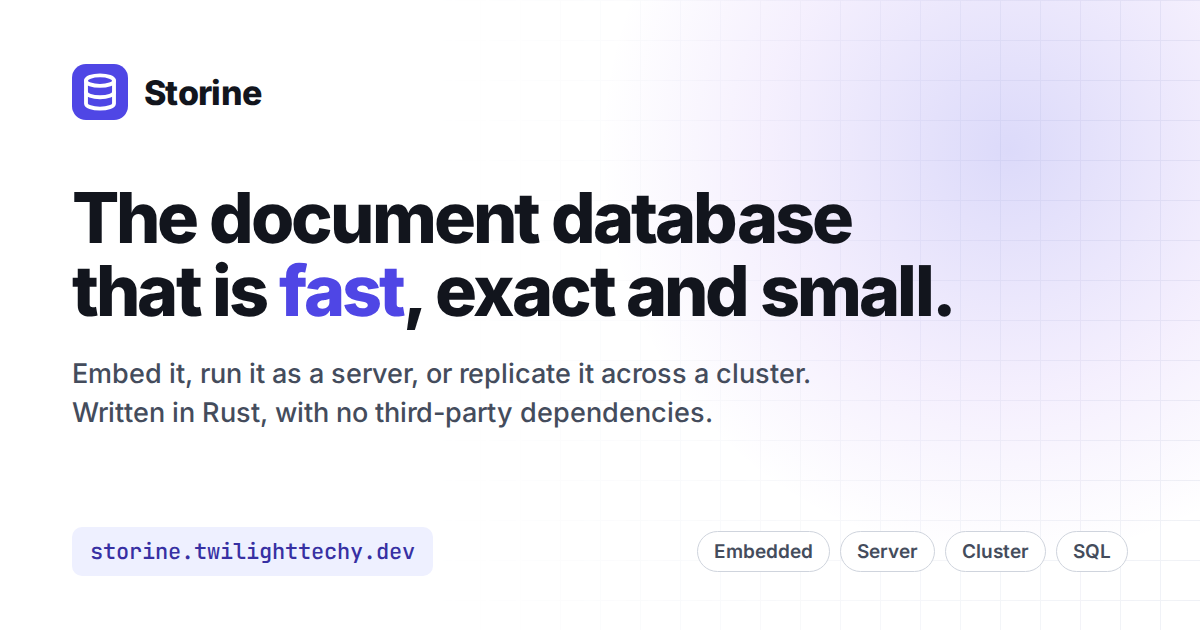 Storine
The document database
that is fast, exact and small.
Embed it, run it as a server, or replicate it across a cluster.
Written in Rust, with no third-party dependencies.
storine.twilighttechy.dev
Embedded
Server
Cluster
SQL